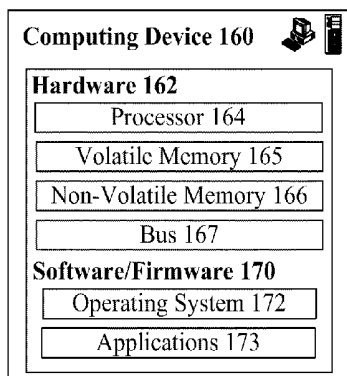 Computing Device 160
Hardware 162
Processor 164
Volatile Memory 165
Non-Volatile Memory 166
Bus 167
Software/Firmware 170
Operating System 172
Applications 173